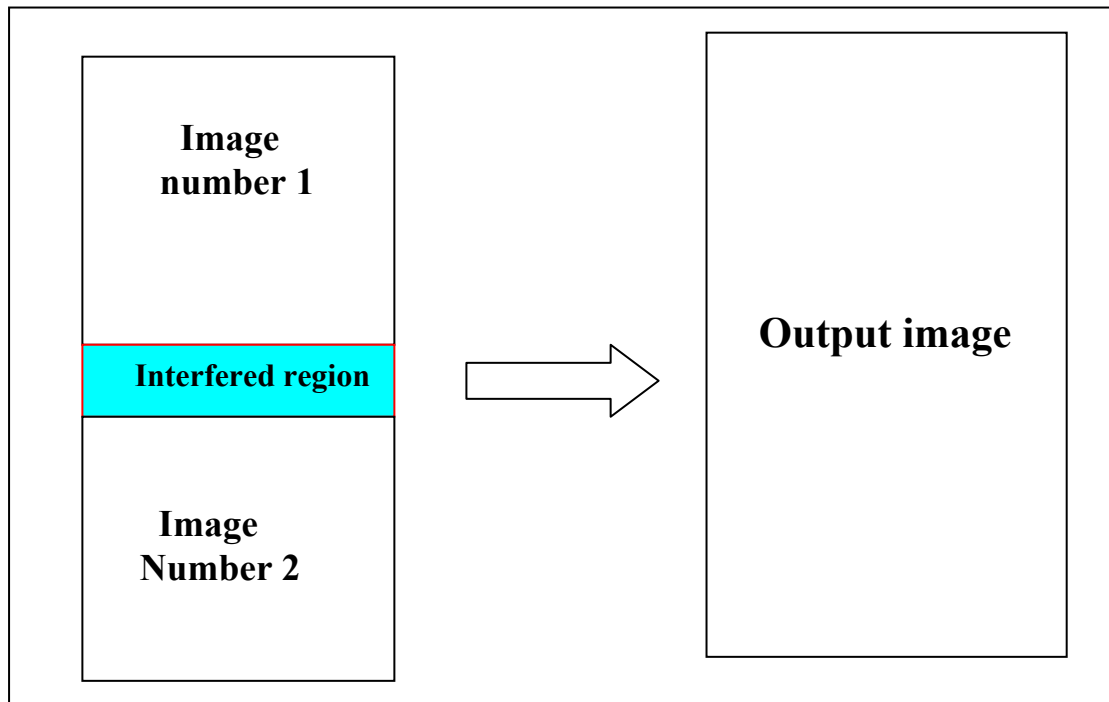 Image
number 1
Interfered region
Image
Number 2
Output image